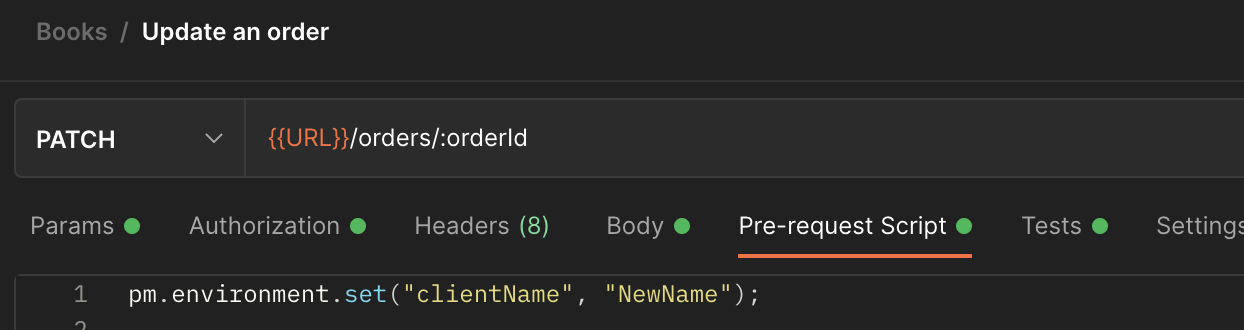 Books / Update an order
PATCH {{URL}}/orders/:orderId
Params Authorization Headers (8) Body Pre-request Script Tests Settings
1 pm.environment.set("clientName", "NewName");
2